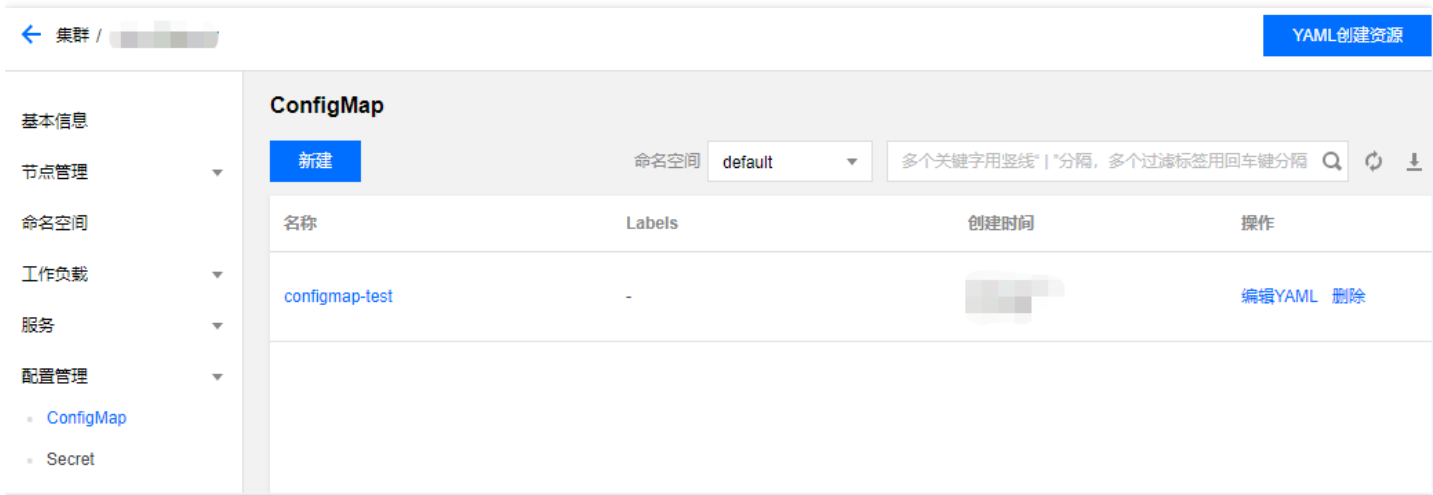 集群 /
YAML创建资源
基本信息
节点管理
命名空间
工作负载
服务
配置管理
ConfigMap
Secret
ConfigMap
新建
命名空间 default
多个关键字用竖线“ | ”分隔，多个过滤标签用回车键分隔
名称 Labels 创建时间 操作
configmap-test - 编辑YAML 删除